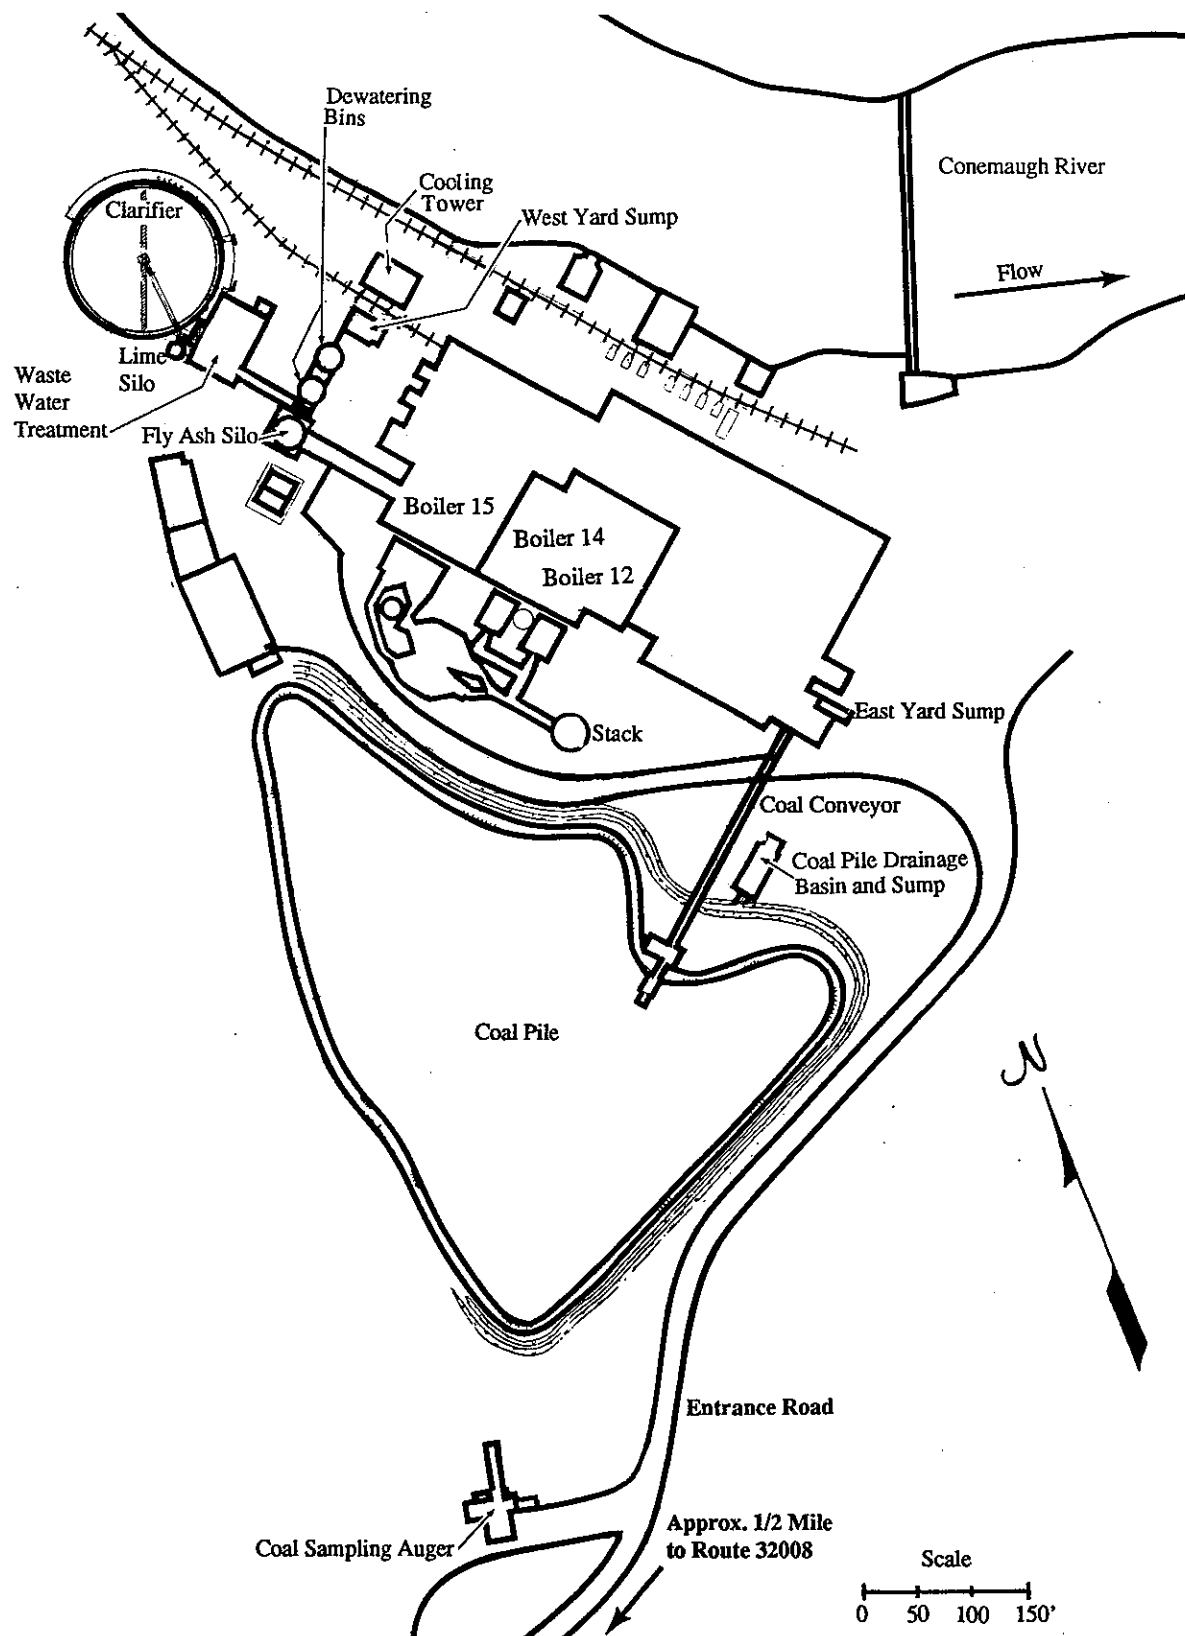 Dewatering
Bins
Conemaugh River
Cooling
Tower
Clarifier
West Yard Sump
Flow
Lime
Silo
Waste
Water
Treatment
Fly Ash Silo
Boiler 15
Boiler 14
Boiler 12
East Yard Sump
Stack
Coal Conveyor
Coal Pile Drainage
Basin and Sump
Coal Pile
N
Entrance Road
Approx. 1/2 Mile
to Route 32008
Coal Sampling Auger
Scale
0 50 100 150'